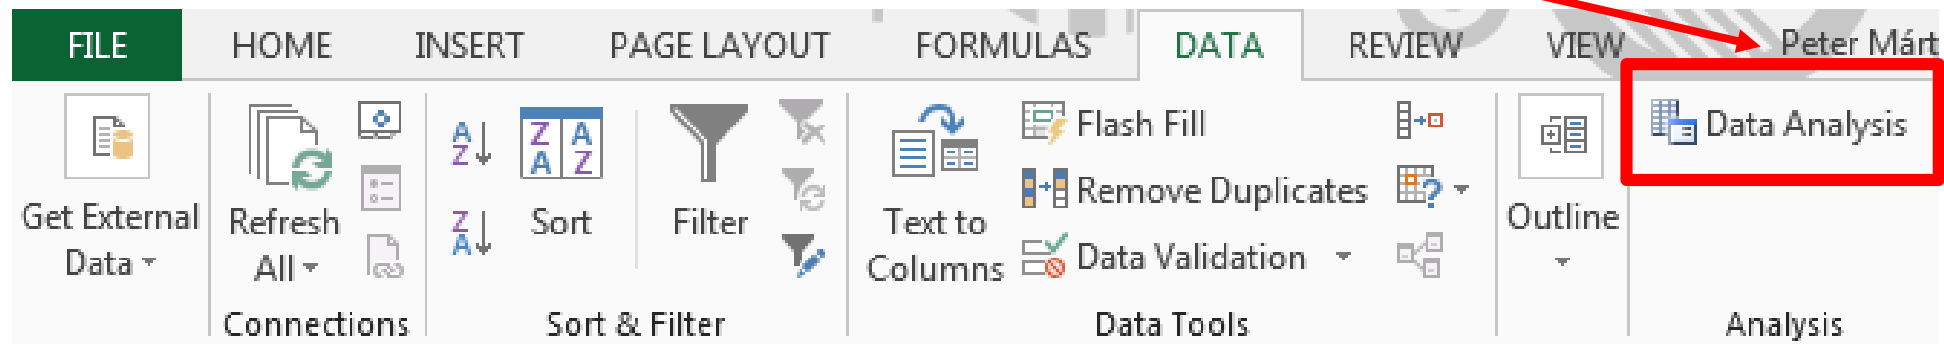 FILE HOME INSERT PAGE LAYOUT FORMULAS DATA REVIEW VIEW Peter Márt
Get External
Data
Refresh
All
Connections
Sort
Filter
Sort & Filter
Text to
Columns
Flash Fill
Remove Duplicates
Data Validation
Data Tools
Outline
Data Analysis
Analysis